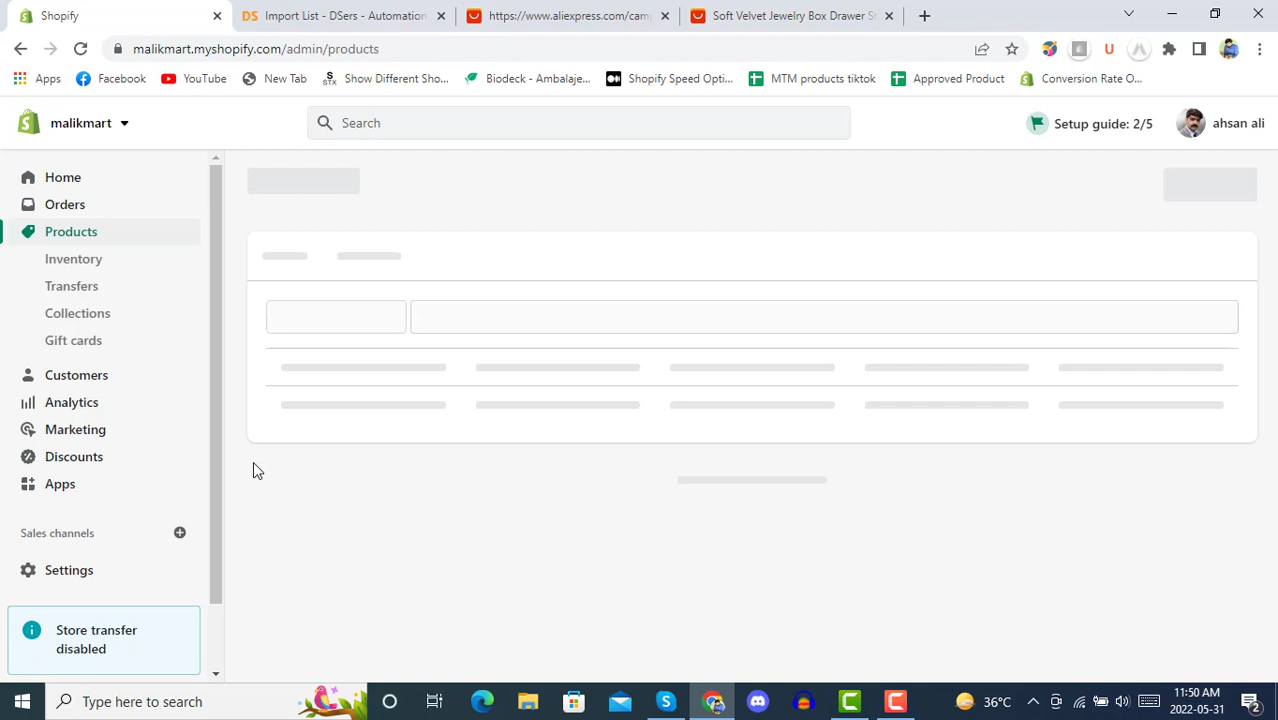 Shopify
DS Import List - DSers - Automation
https://www.aliexpress.com/camp
Soft Velvet Jewelry Box Drawer St
malikmart.myshopify.com/admin/products
Apps
Facebook
YouTube
New Tab
STX Show Different Sho...
Biodeck - Ambalaje...
Shopify Speed Opti...
MTM products tiktok
Approved Product
Conversion Rate O...
malikmart
Search
Setup guide: 2/5
ahsan ali
Home
Orders
Products
Inventory
Transfers
Collections
Gift cards
Customers
Analytics
Marketing
Discounts
Apps
Sales channels
Settings
Store transfer
disabled
Type here to search
36°C
11:50 AM
2022-05-31
2